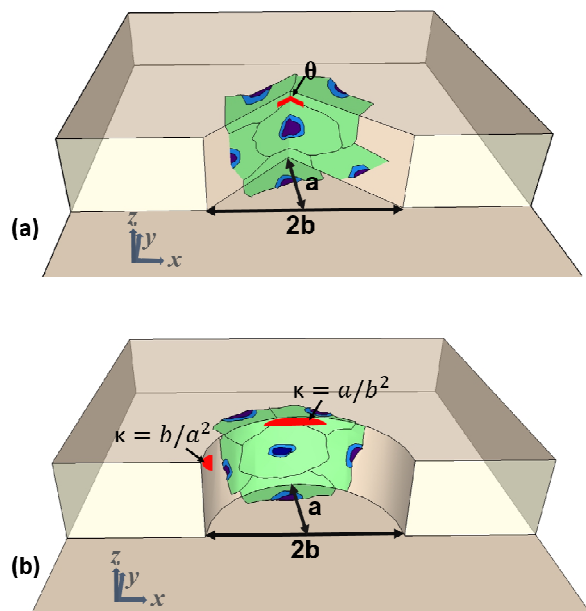 θ
a
2b
(a)
z
y
x
κ = a/b²
κ = b/a²
a
2b
(b)
z
y
x